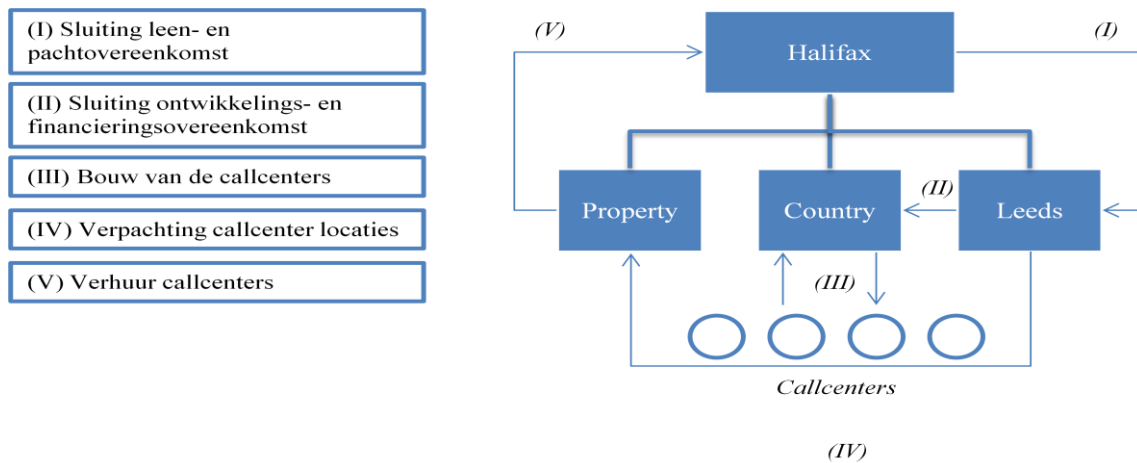 (I) Sluiting leen- en
pachtovereenkomst
(II) Sluiting ontwikkelings- en
financieringsovereenkomst
(III) Bouw van de callcenters
(IV) Verpachting callcenter locaties
(V) Verhuur callcenters
(V)
Halifax
(I)
Property
Country
(II)
Leeds
(III)
Callcenters
(IV)